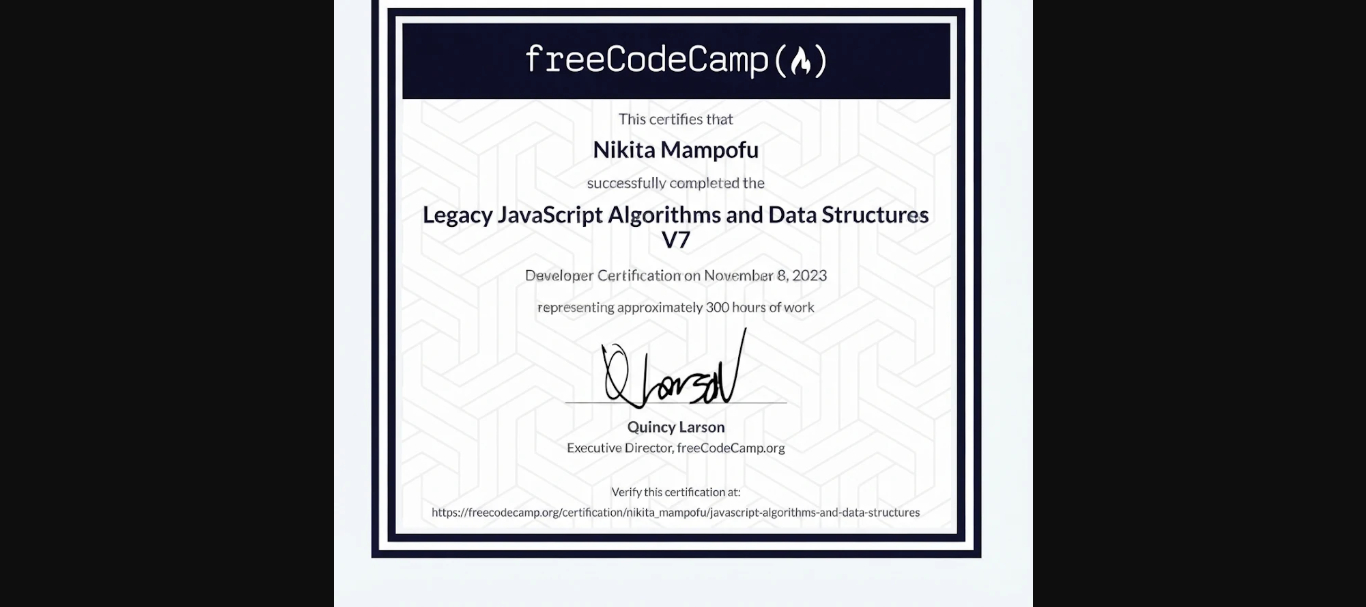 freeCodeCamp(🔥)
This certifies that
Nikita Mampofu
successfully completed the
Legacy JavaScript Algorithms and Data Structures
V7
Developer Certification on November 8, 2023
representing approximately 300 hours of work
Q Larson
Quincy Larson
Executive Director, freeCodeCamp.org
Verify this certification at:
https://freecodecamp.org/certification/nikita_mampofu/javascript-algorithms-and-data-structures